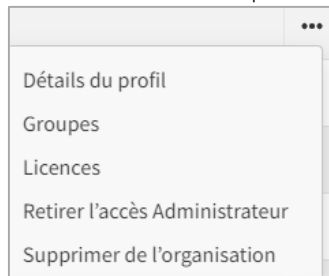 •••
Détails du profil
Groupes
Licences
Retirer l’accès Administrateur
Supprimer de l’organisation